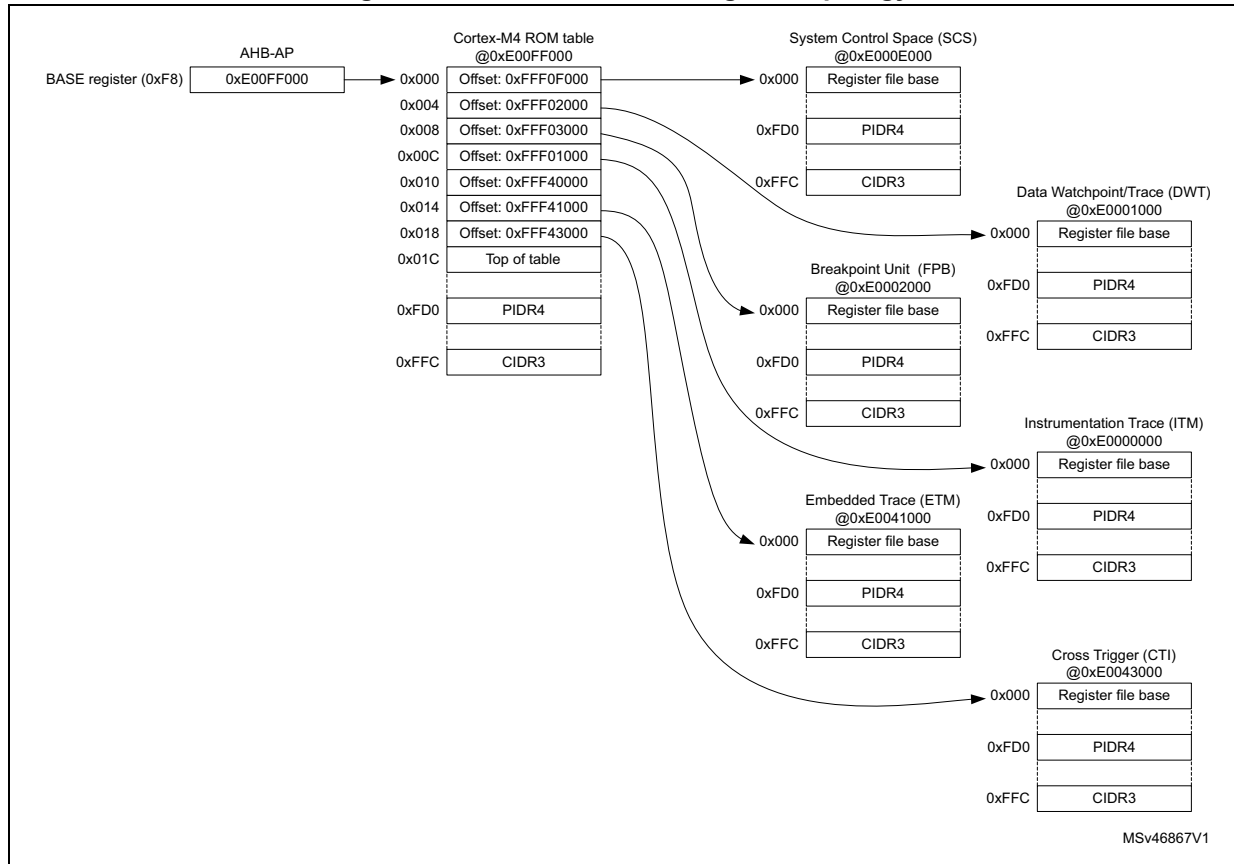 AHB-AP
BASE register (0xF8) 0xE00FF000
Cortex-M4 ROM table
@0xE00FF000
0x000 Offset: 0xFFF0F000
0x004 Offset: 0xFFF02000
0x008 Offset: 0xFFF03000
0x00C Offset: 0xFFF01000
0x010 Offset: 0xFFF40000
0x014 Offset: 0xFFF41000
0x018 Offset: 0xFFF43000
0x01C Top of table
0xFD0 PIDR4
0xFFC CIDR3
System Control Space (SCS)
@0xE000E000
0x000 Register file base
0xFD0 PIDR4
0xFFC CIDR3
Data Watchpoint/Trace (DWT)
@0xE0001000
0x000 Register file base
0xFD0 PIDR4
0xFFC CIDR3
Breakpoint Unit (FPB)
@0xE0002000
0x000 Register file base
0xFD0 PIDR4
0xFFC CIDR3
Instrumentation Trace (ITM)
@0xE0000000
0x000 Register file base
0xFD0 PIDR4
0xFFC CIDR3
Embedded Trace (ETM)
@0xE0041000
0x000 Register file base
0xFD0 PIDR4
0xFFC CIDR3
Cross Trigger (CTI)
@0xE0043000
0x000 Register file base
0xFD0 PIDR4
0xFFC CIDR3
MSv46867V1